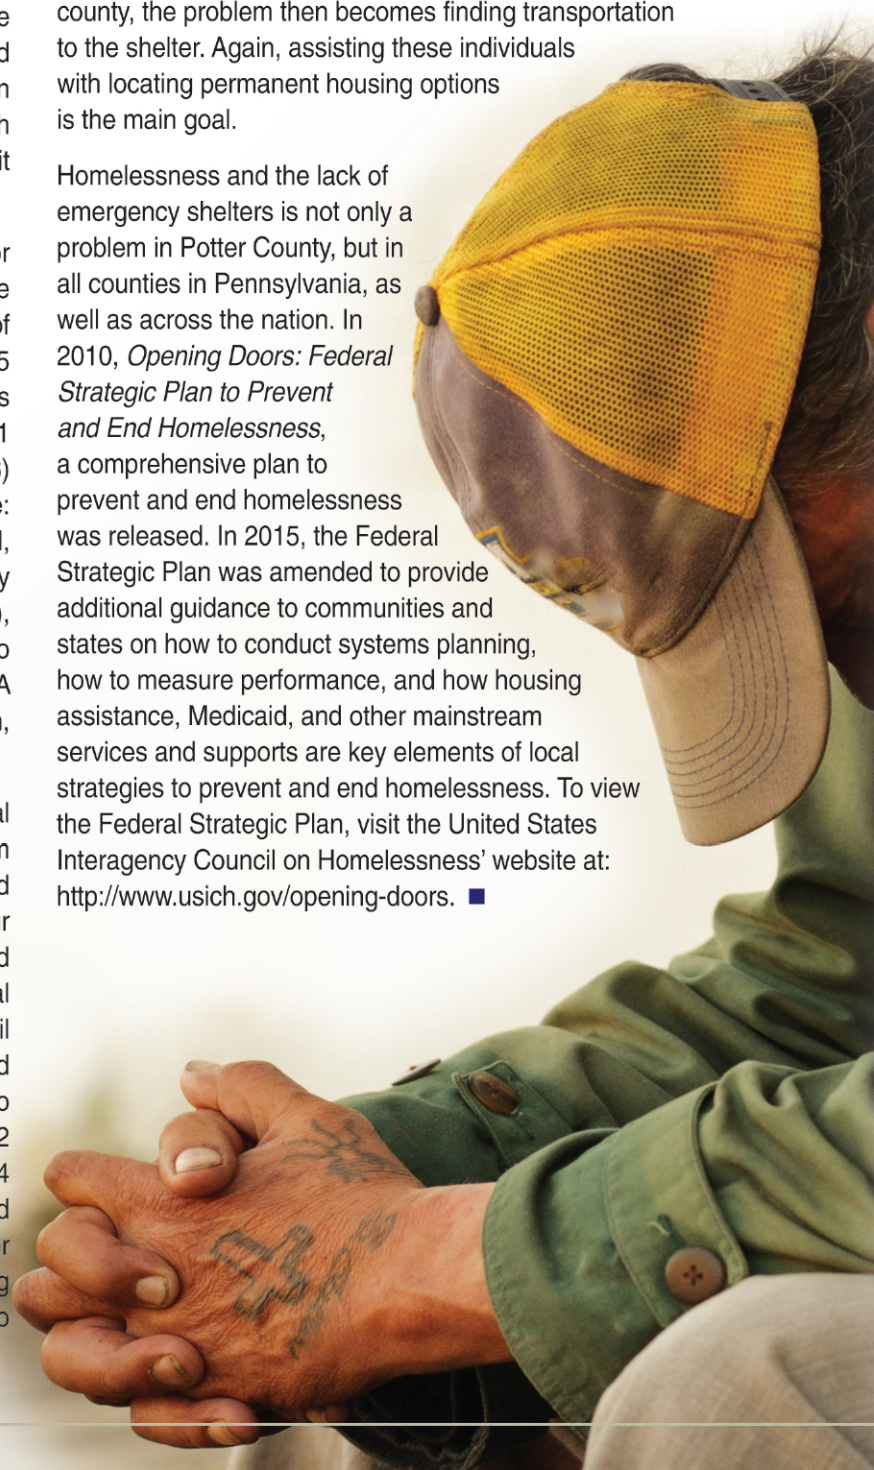 county, the problem then becomes finding transportation
to the shelter. Again, assisting these individuals
with locating permanent housing options
is the main goal.
Homelessness and the lack of
emergency shelters is not only a
problem in Potter County, but in
all counties in Pennsylvania, as
well as across the nation. In
2010, Opening Doors: Federal
Strategic Plan to Prevent
and End Homelessness,
a comprehensive plan to
prevent and end homelessness
was released. In 2015, the Federal
Strategic Plan was amended to provide
additional guidance to communities and
states on how to conduct systems planning,
how to measure performance, and how housing
assistance, Medicaid, and other mainstream
services and supports are key elements of local
strategies to prevent and end homelessness. To view
the Federal Strategic Plan, visit the United States
Interagency Council on Homelessness’ website at:
http://www.usich.gov/opening-doors. ■